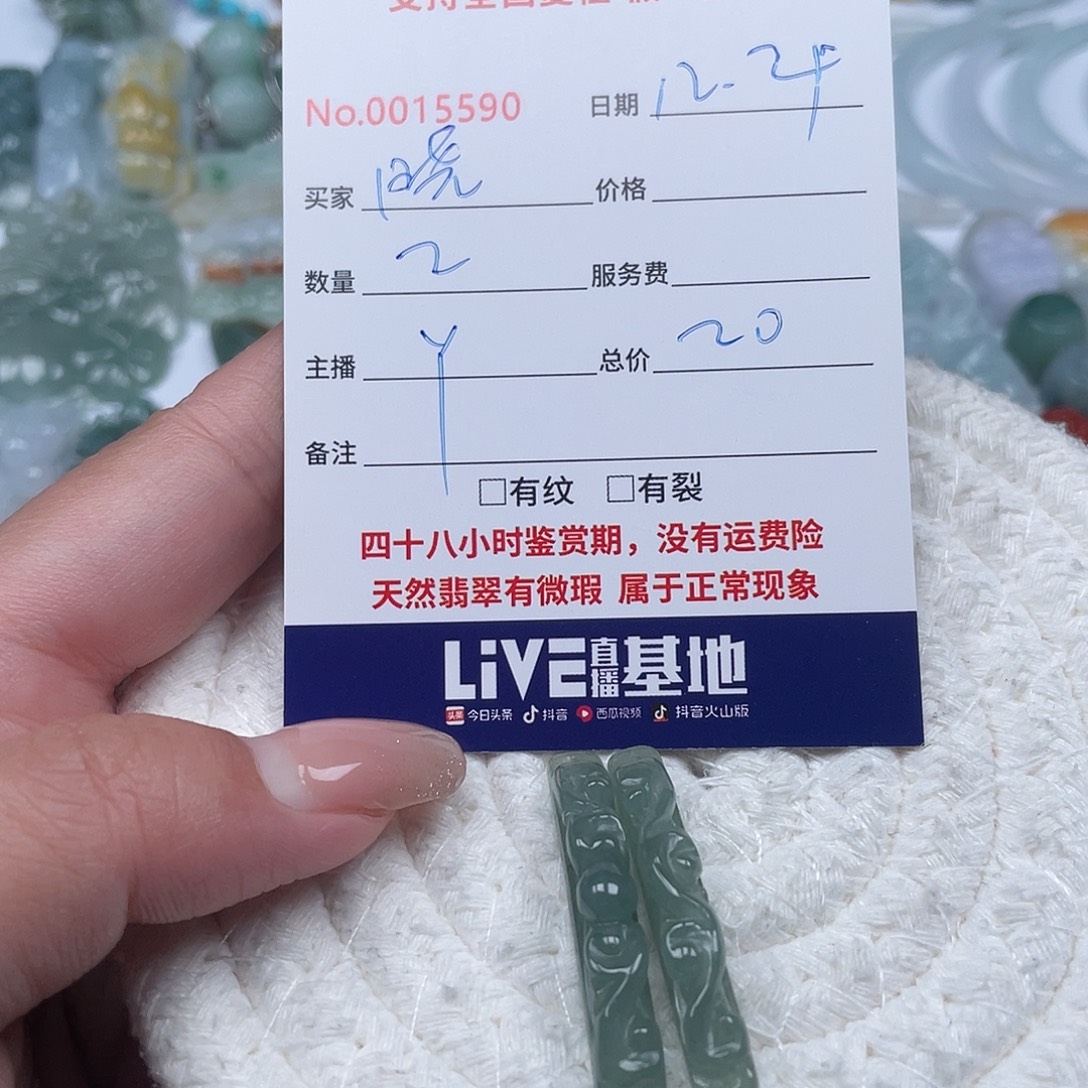 No.0015590 日期 12-24
买家 晓 价格
数量 2 服务费
主播 Y 总价 20
备注
□有纹 □有裂
四十八小时鉴赏期，没有运费险
天然翡翠有微瑕 属于正常现象
LiVE直播基地
头条 今日头条 抖音 西瓜视频 抖音火山版